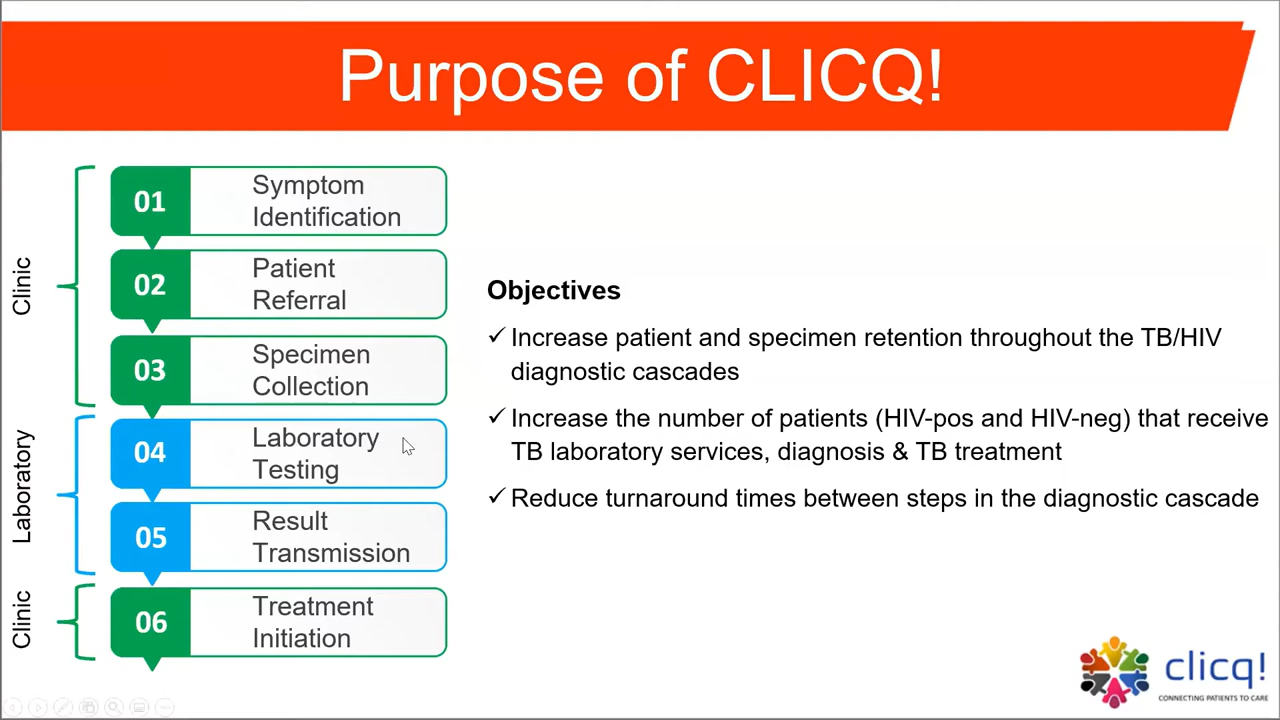 Purpose of CLICQ!
Clinic
01
Symptom
Identification
02
Patient
Referral
03
Specimen
Collection
Laboratory
04
Laboratory
Testing
05
Result
Transmission
Clinic
06
Treatment
Initiation
Objectives
✓ Increase patient and specimen retention throughout the TB/HIV
diagnostic cascades
✓ Increase the number of patients (HIV-pos and HIV-neg) that receive
TB laboratory services, diagnosis & TB treatment
✓ Reduce turnaround times between steps in the diagnostic cascade
clicq!
CONNECTING PATIENTS TO CARE